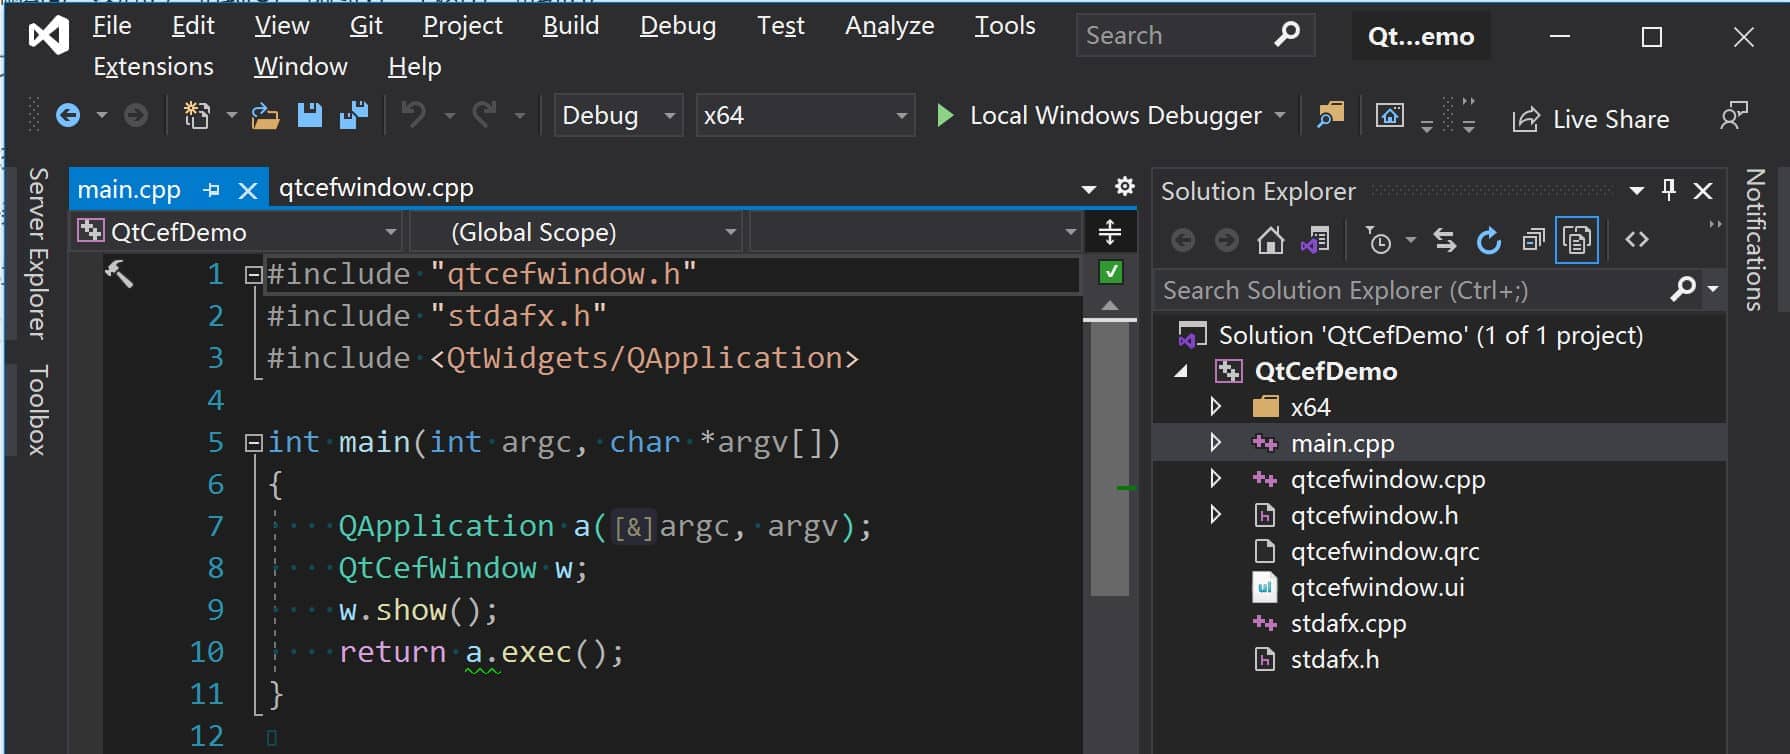 File Edit View Git Project Build Debug Test Analyze Tools Search Qt...emo
Extensions Window Help
Debug x64 Local Windows Debugger Live Share
Server Explorer
Toolbox
main.cpp qtcefwindow.cpp
QtCefDemo (Global Scope)
1 #include "qtcefwindow.h"
2 #include "stdafx.h"
3 #include <QtWidgets/QApplication>
4
5 int main(int argc, char *argv[])
6 {
7 QApplication a([&]argc, argv);
8 QtCefWindow w;
9 w.show();
10 return a.exec();
11 }
12
Solution Explorer
Search Solution Explorer (Ctrl+;)
Solution 'QtCefDemo' (1 of 1 project)
QtCefDemo
x64
main.cpp
qtcefwindow.cpp
qtcefwindow.h
qtcefwindow.qrc
ui qtcefwindow.ui
stdafx.cpp
stdafx.h
Notifications